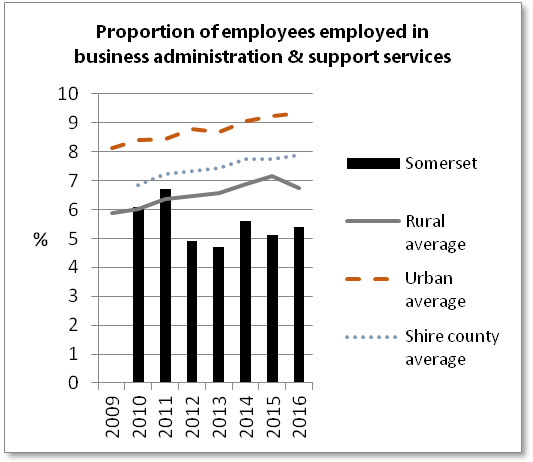 Proportion of employees employed in
business administration & support services
10
9
8
7
6
5
4
3
2
1
0
%
2009
2010
2011
2012
2013
2014
2015
2016
Somerset
Rural
average
Urban
average
Shire county
average